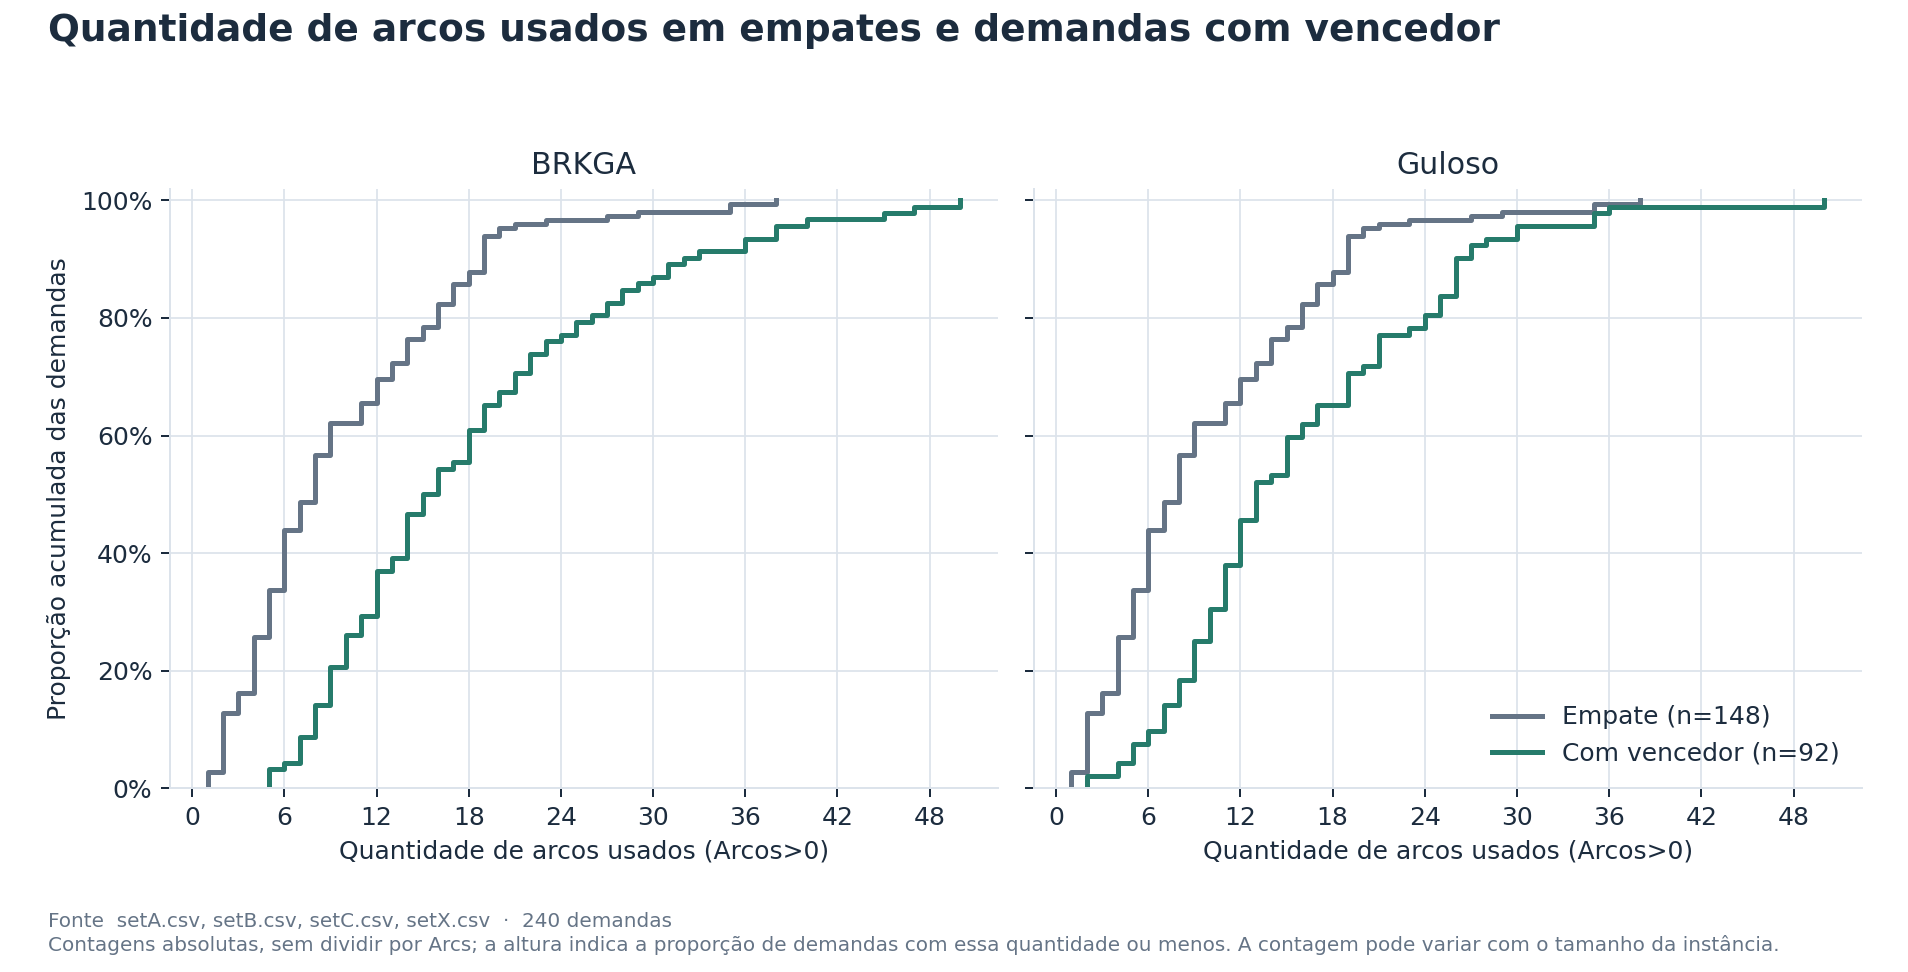 Quantidade de arcos usados em empates e demandas com vencedor
BRKGA
Guloso
Proporção acumulada das demandas
100%
80%
60%
40%
20%
0%
0 6 12 18 24 30 36 42 48
0 6 12 18 24 30 36 42 48
Quantidade de arcos usados (Arcos>0)
Quantidade de arcos usados (Arcos>0)
Empate (n=148)
Com vencedor (n=92)
Fonte  setA.csv, setB.csv, setC.csv, setX.csv  ·  240 demandas
Contagens absolutas, sem dividir por Arcs; a altura indica a proporção de demandas com essa quantidade ou menos. A contagem pode variar com o tamanho da instância.